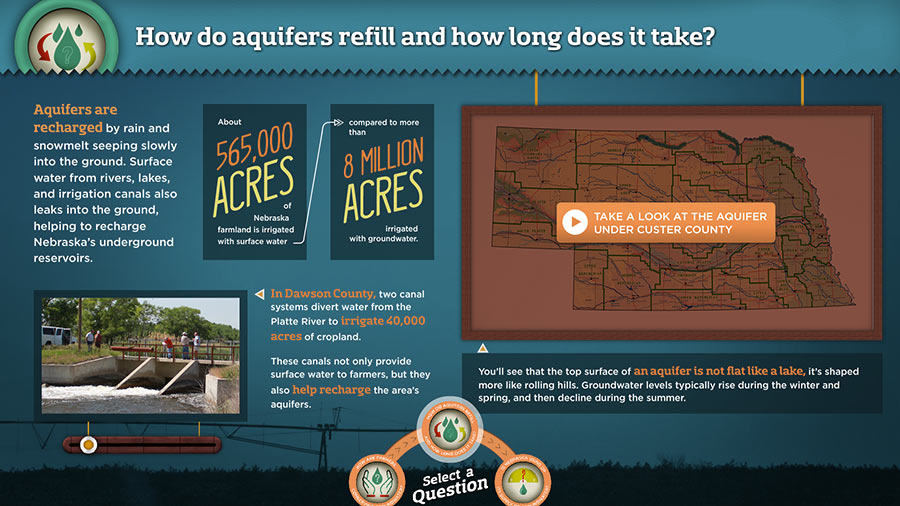 How do aquifers refill and how long does it take?
Aquifers are
recharged by rain and
snowmelt seeping slowly
into the ground. Surface
water from rivers, lakes,
and irrigation canals also
leaks into the ground,
helping to recharge
Nebraska's underground
reservoirs.
About
565,000
ACRES
of
Nebraska
farmland is irrigated
with surface water
compared to more
than
8 MILLION
ACRES
irrigated
with groundwater.
TAKE A LOOK AT THE AQUIFER
UNDER CUSTER COUNTY
In Dawson County, two canal
systems divert water from the
Platte River to irrigate 40,000
acres of cropland.
These canals not only provide
surface water to farmers, but they
also help recharge the area's
aquifers.
You'll see that the top surface of an aquifer is not flat like a lake, it's shaped
more like rolling hills. Groundwater levels typically rise during the winter and
spring, and then decline during the summer.
Select a
Question